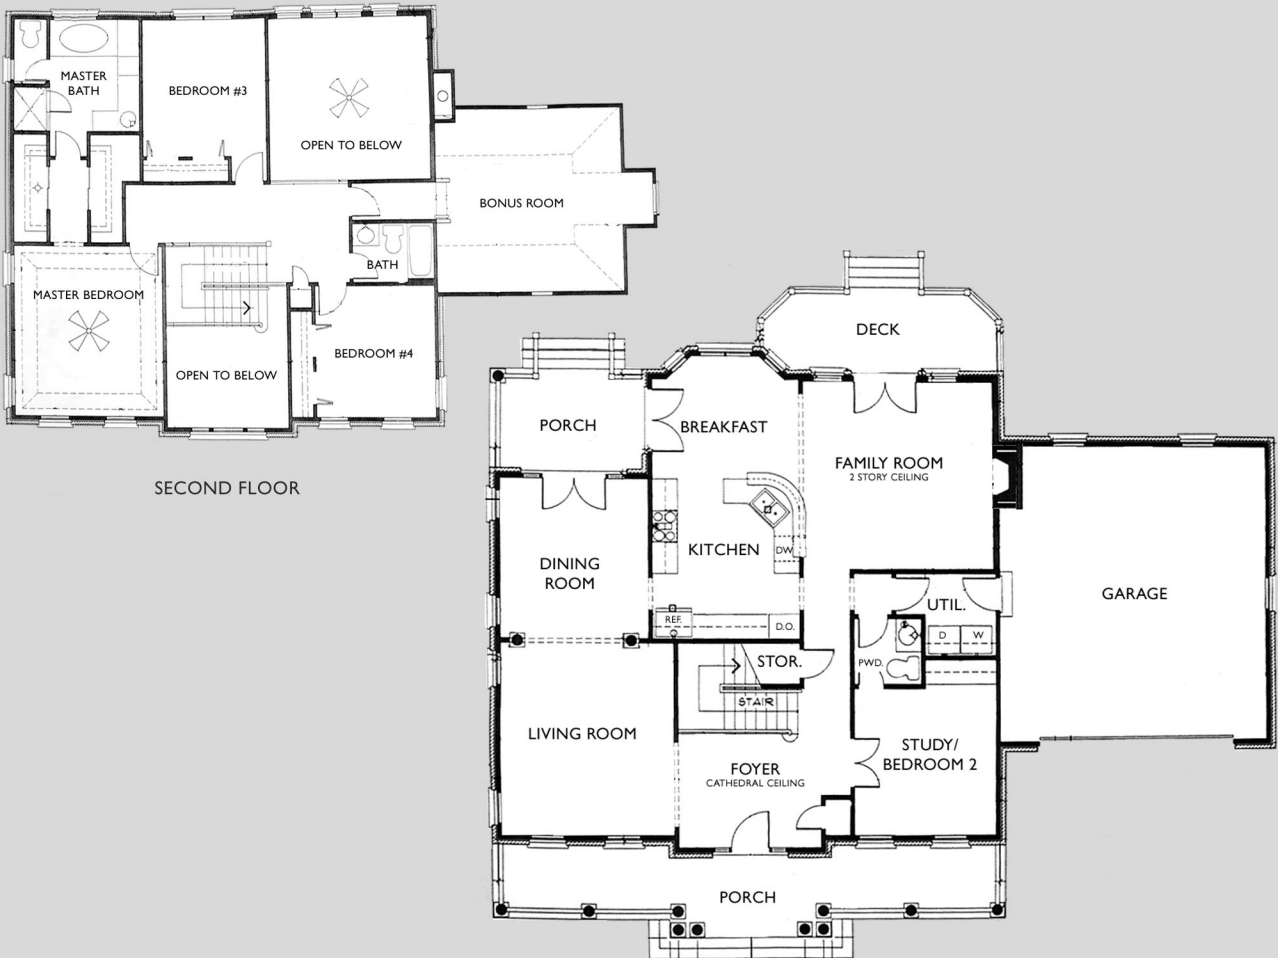 MASTER
BATH
BEDROOM #3
OPEN TO BELOW
BONUS ROOM
BATH
MASTER BEDROOM
OPEN TO BELOW
BEDROOM #4
SECOND FLOOR
DECK
PORCH
BREAKFAST
FAMILY ROOM
2 STORY CEILING
KITCHEN
DW
DINING
ROOM
GARAGE
UTIL.
REF.
D.O.
D
W
PWD.
STOR.
STAIR
LIVING ROOM
STUDY/
BEDROOM 2
FOYER
CATHEDRAL CEILING
PORCH